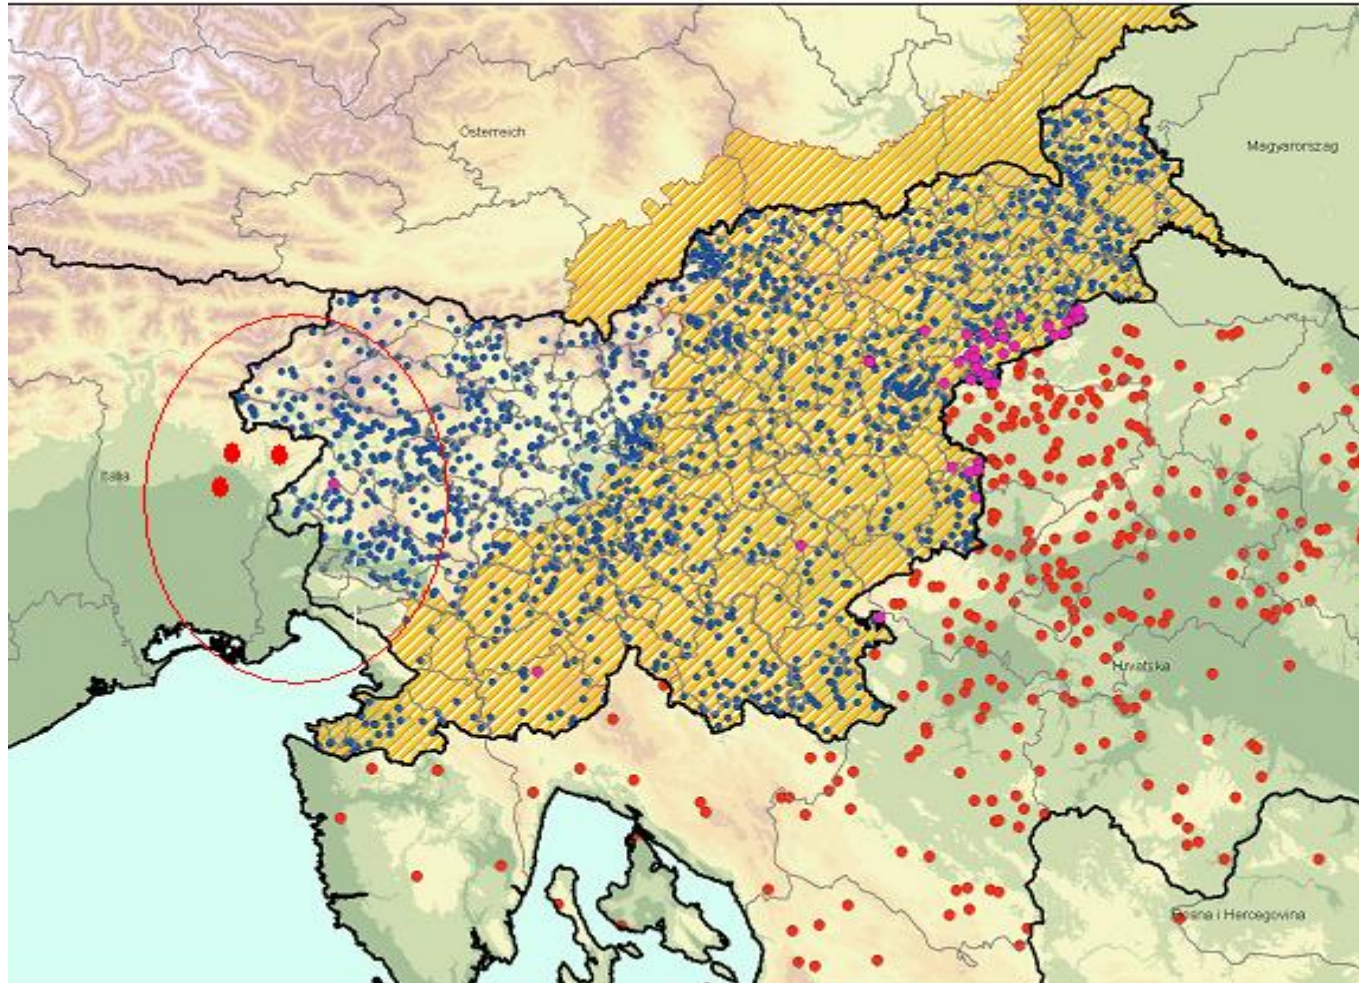 Österreich
Magyarország
Italia
Hrvatska
Bosna i Hercegovina